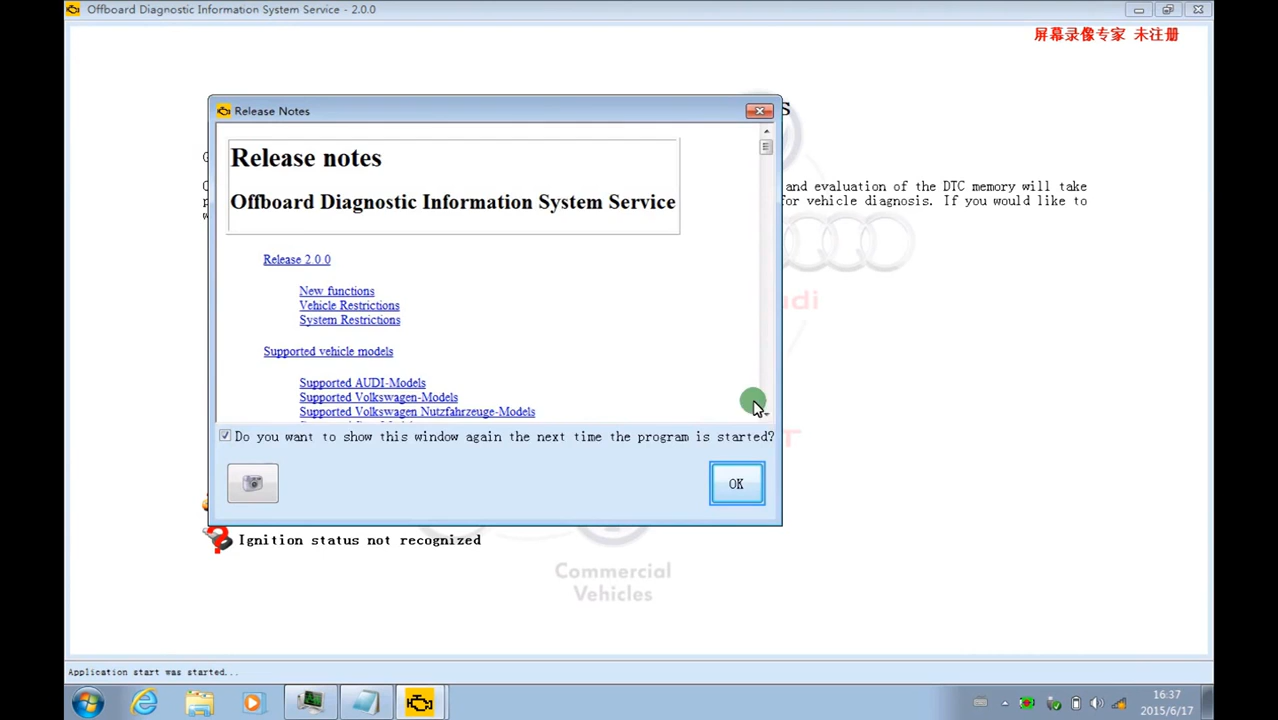 Offboard Diagnostic Information System Service - 2.0.0
屏幕录像专家 未注册
Release Notes
Release notes
Offboard Diagnostic Information System Service
Release 2.0.0
New functions
Vehicle Restrictions
System Restrictions
Supported vehicle models
Supported AUDI-Models
Supported Volkswagen-Models
Supported Volkswagen Nutzfahrzeuge-Models
and evaluation of the DTC memory will take
for vehicle diagnosis. If you would like to
Do you want to show this window again the next time the program is started?
OK
Ignition status not recognized
Commercial
Vehicles
Application start was started...
16:37
2015/6/17